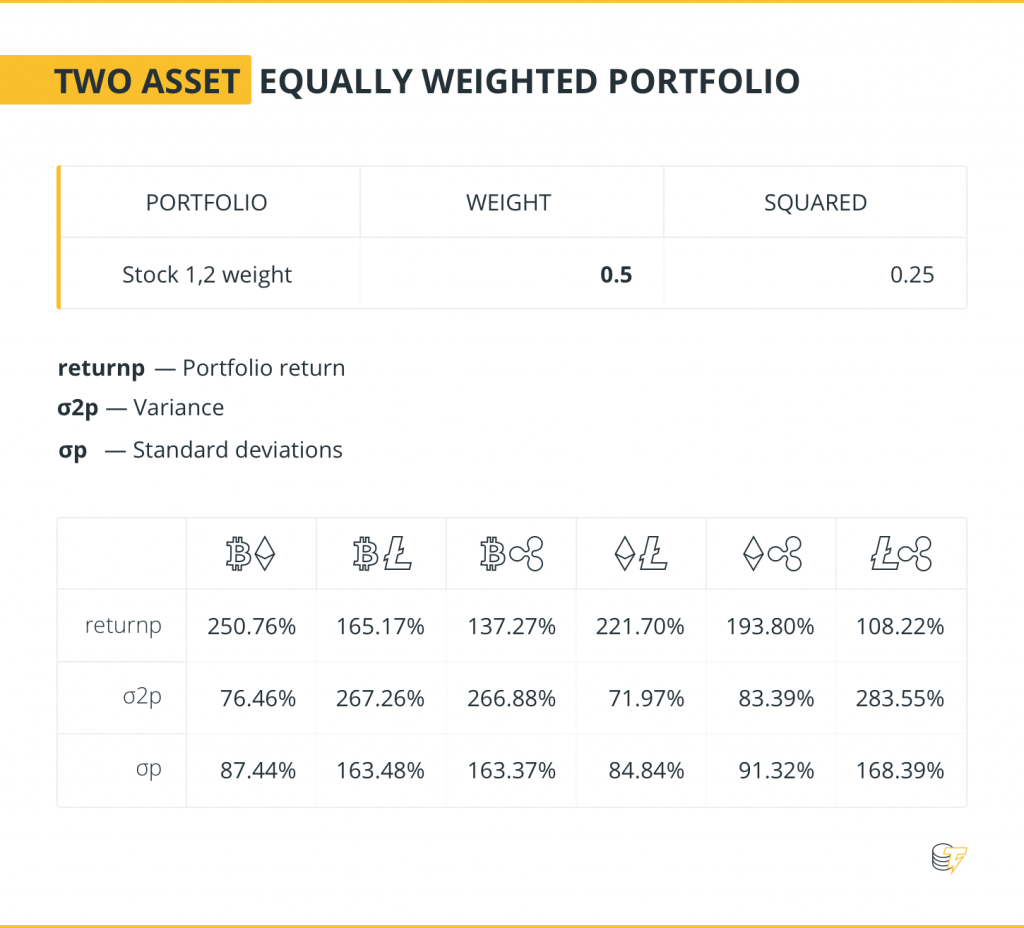 TWO ASSET EQUALLY WEIGHTED PORTFOLIO
PORTFOLIO WEIGHT SQUARED
Stock 1,2 weight 0.5 0.25
returnp — Portfolio return
σ2p — Variance
σp — Standard deviations
returnp 250.76% 165.17% 137.27% 221.70% 193.80% 108.22%
σ2p 76.46% 267.26% 266.88% 71.97% 83.39% 283.55%
σp 87.44% 163.48% 163.37% 84.84% 91.32% 168.39%